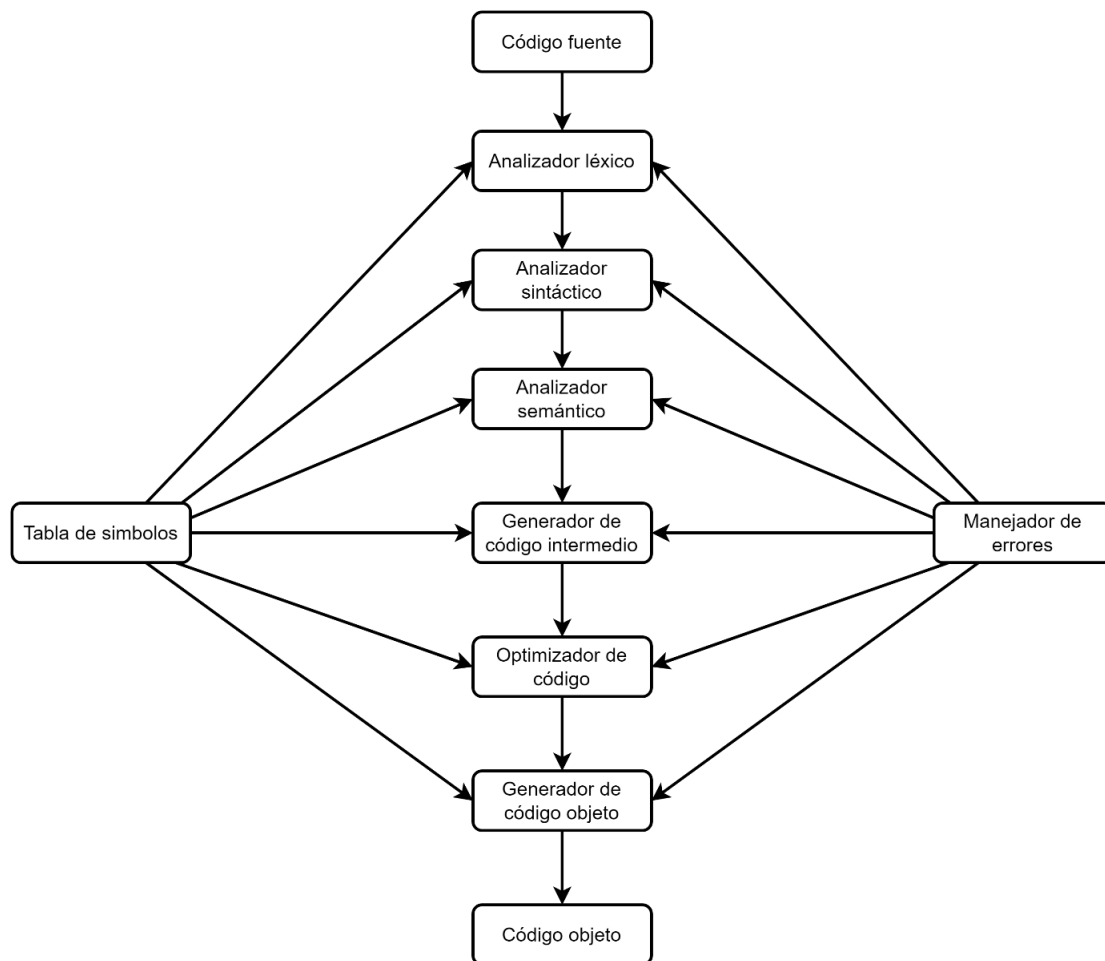 Código fuente
Analizador léxico
Analizador
sintáctico
Analizador
semántico
Tabla de simbolos
Generador de
código intermedio
Manejador de
errores
Optimizador de
código
Generador de
código objeto
Código objeto